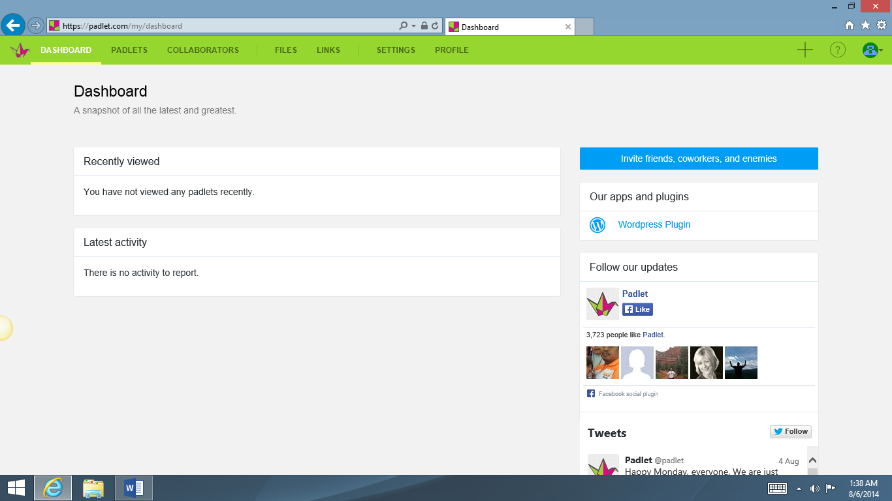 https://padlet.com/my/dashboard
Dashboard
DASHBOARD PADLETS COLLABORATORS FILES LINKS SETTINGS PROFILE
?
Dashboard
A snapshot of all the latest and greatest.
Recently viewed
You have not viewed any padlets recently.
Latest activity
There is no activity to report.
Invite friends, coworkers, and enemies
Our apps and plugins
Wordpress Plugin
Follow our updates
Padlet
Like
3,723 people like Padlet.
Facebook social plugin
Tweets
Follow
Padlet @padlet 4 Aug
Happy Monday, everyone. We are just
1:38 AM
8/6/2014